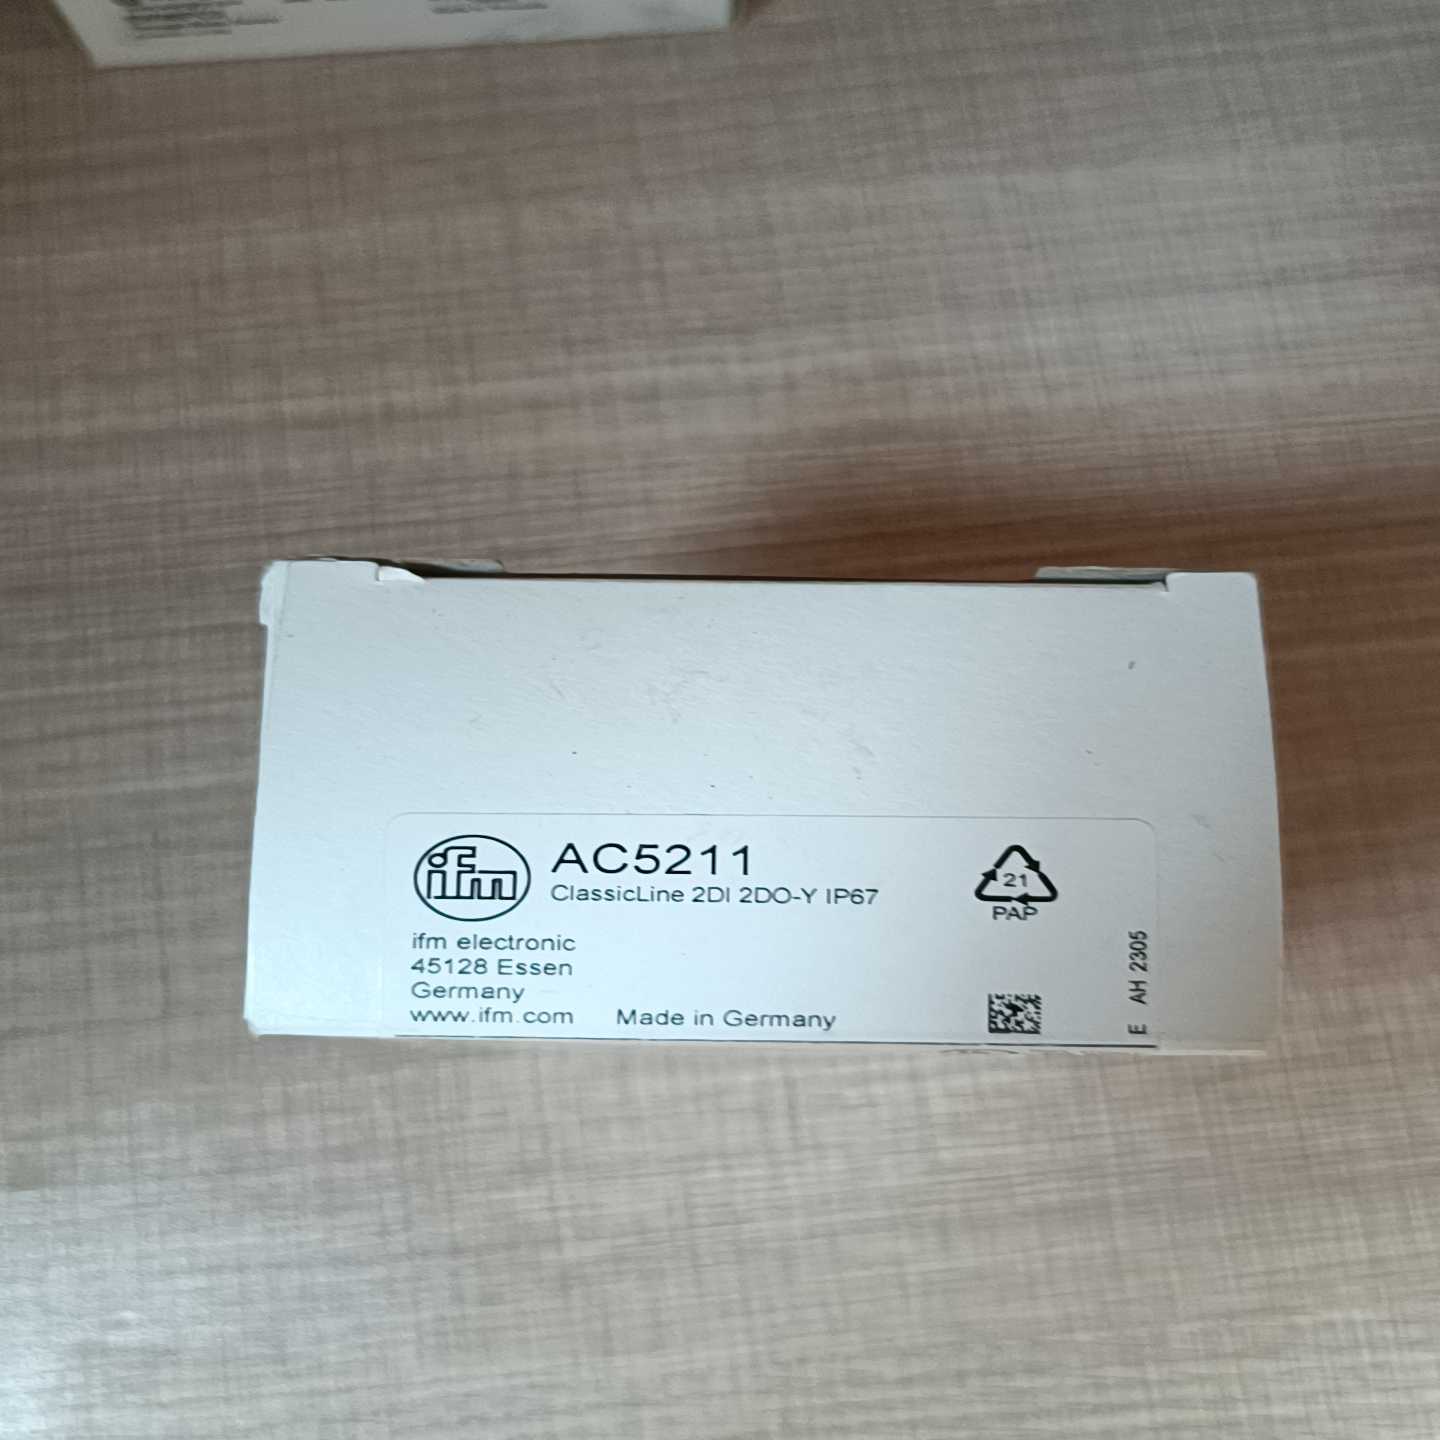 ifm
AC5211
ClassicLine 2DI 2DO-Y IP67
ifm electronic
45128 Essen
Germany
www.ifm.com
Made in Germany
21
PAP
E AH 2305